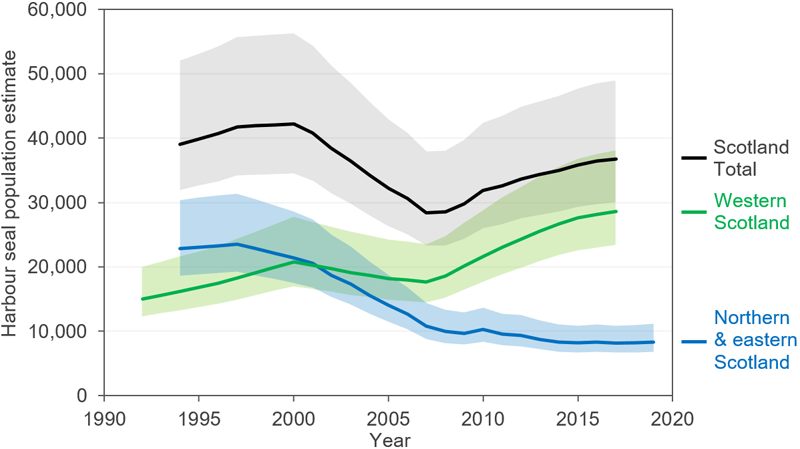 60,000
50,000
40,000
30,000
20,000
10,000
0
Harbour seal population estimate
1990
1995
2000
2005
2010
2015
2020
Year
Scotland
Total
Western
Scotland
Northern
& eastern
Scotland